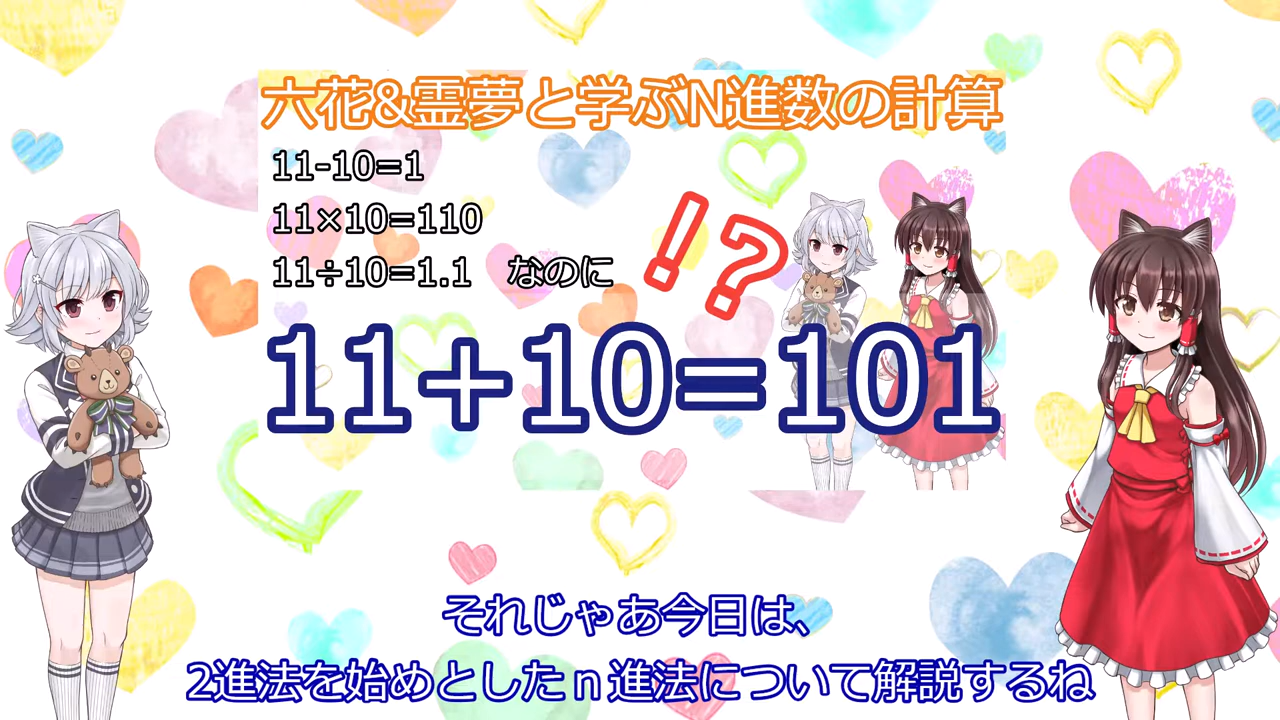 六花&霊夢と学ぶN進数の計算
11-10=1
11×10=110
11÷10=1.1 なのに
!?
11+10=101
それじゃあ今日は、
2進法を始めとしたｎ進法について解説するね